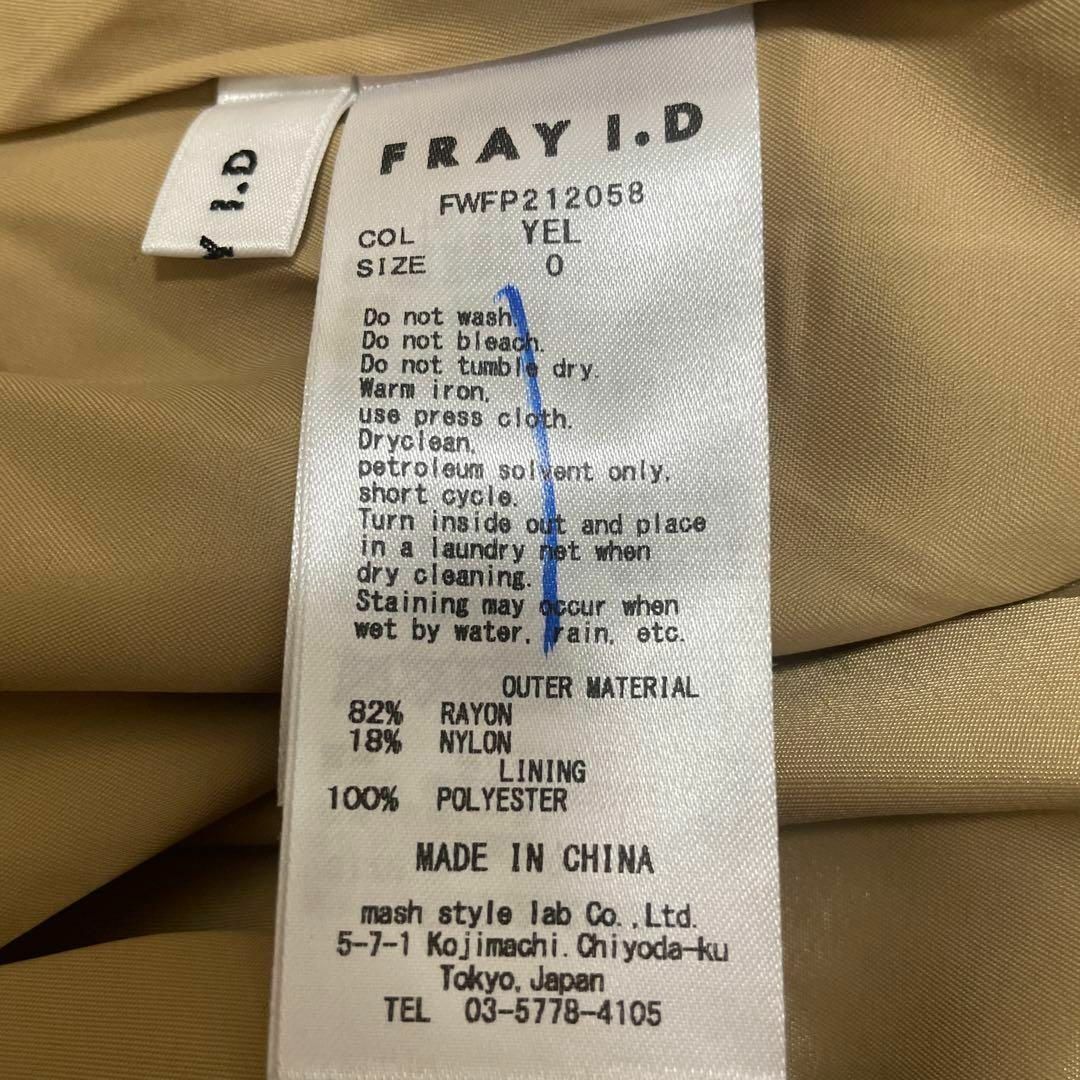 FRAY I.D
Y I.D
FWFP212058
COL YEL
SIZE 0
Do not wash.
Do not bleach.
Do not tumble dry.
Warm iron,
use press cloth.
Dryclean,
petroleum solvent only,
short cycle.
Turn inside out and place
in a laundry net when
dry cleaning.
Staining may occur when
wet by water, rain, etc.
OUTER MATERIAL
82% RAYON
18% NYLON
LINING
100% POLYESTER
MADE IN CHINA
mash style lab Co.,Ltd.
5-7-1 Kojimachi.Chiyoda-ku
Tokyo,Japan
TEL 03-5778-4105